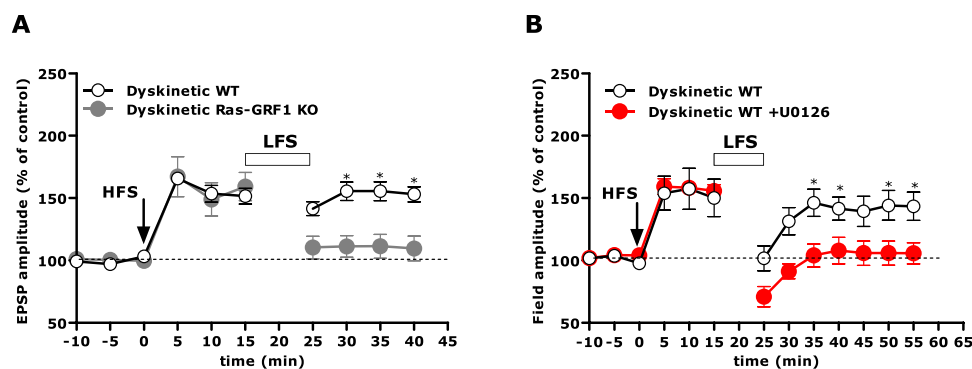 A
EPSP amplitude (% of control)
250
200
150
100
50
Dyskinetic WT
Dyskinetic Ras-GRF1 KO
LFS
HFS
* * *
-10 -5 0 5 10 15 20 25 30 35 40 45
time (min)
B
Field amplitude (% of control)
250
200
150
100
50
Dyskinetic WT
Dyskinetic WT +U0126
LFS
HFS
* * * *
-10 -5 0 5 10 15 20 25 30 35 40 45 50 55 60 65
time (min)